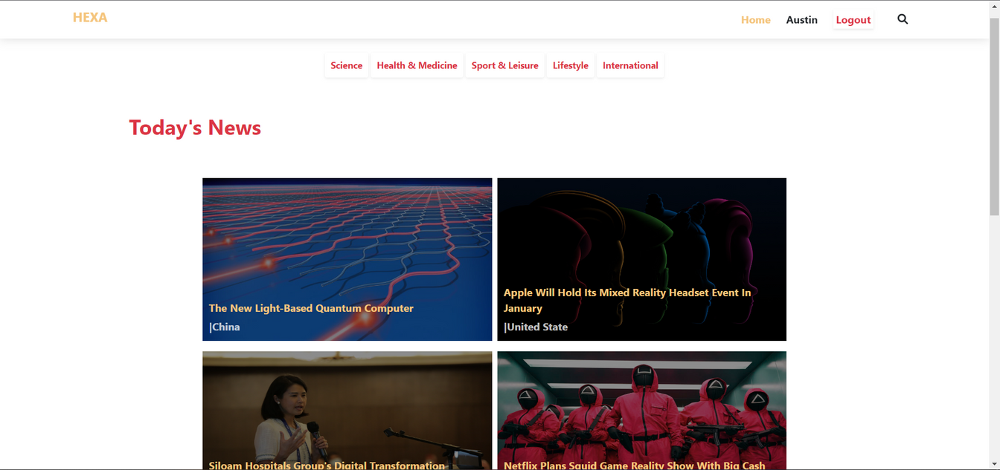 HEXA
Home Austin Logout
Science Health & Medicine Sport & Leisure Lifestyle International
Today's News
The New Light-Based Quantum Computer
|China
Apple Will Hold Its Mixed Reality Headset Event In
January
|United State
Siloam Hospitals Group's Digital Transformation
Netflix Plans Squid Game Reality Show With Big Cash